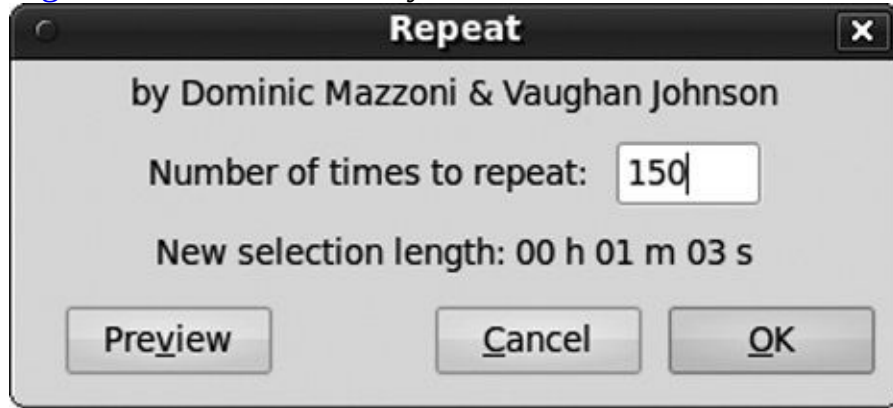 Repeat
by Dominic Mazzoni & Vaughan Johnson
Number of times to repeat: 150
New selection length: 00 h 01 m 03 s
Preview Cancel OK